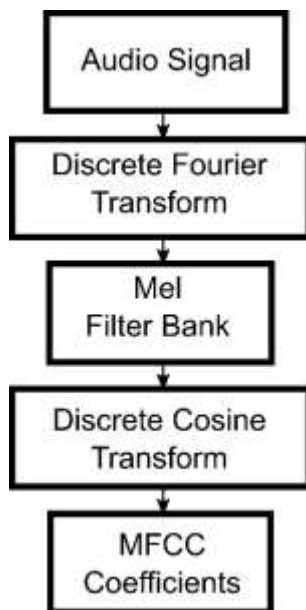 Audio Signal
Discrete Fourier
Transform
Mel
Filter Bank
Discrete Cosine
Transform
MFCC
Coefficients